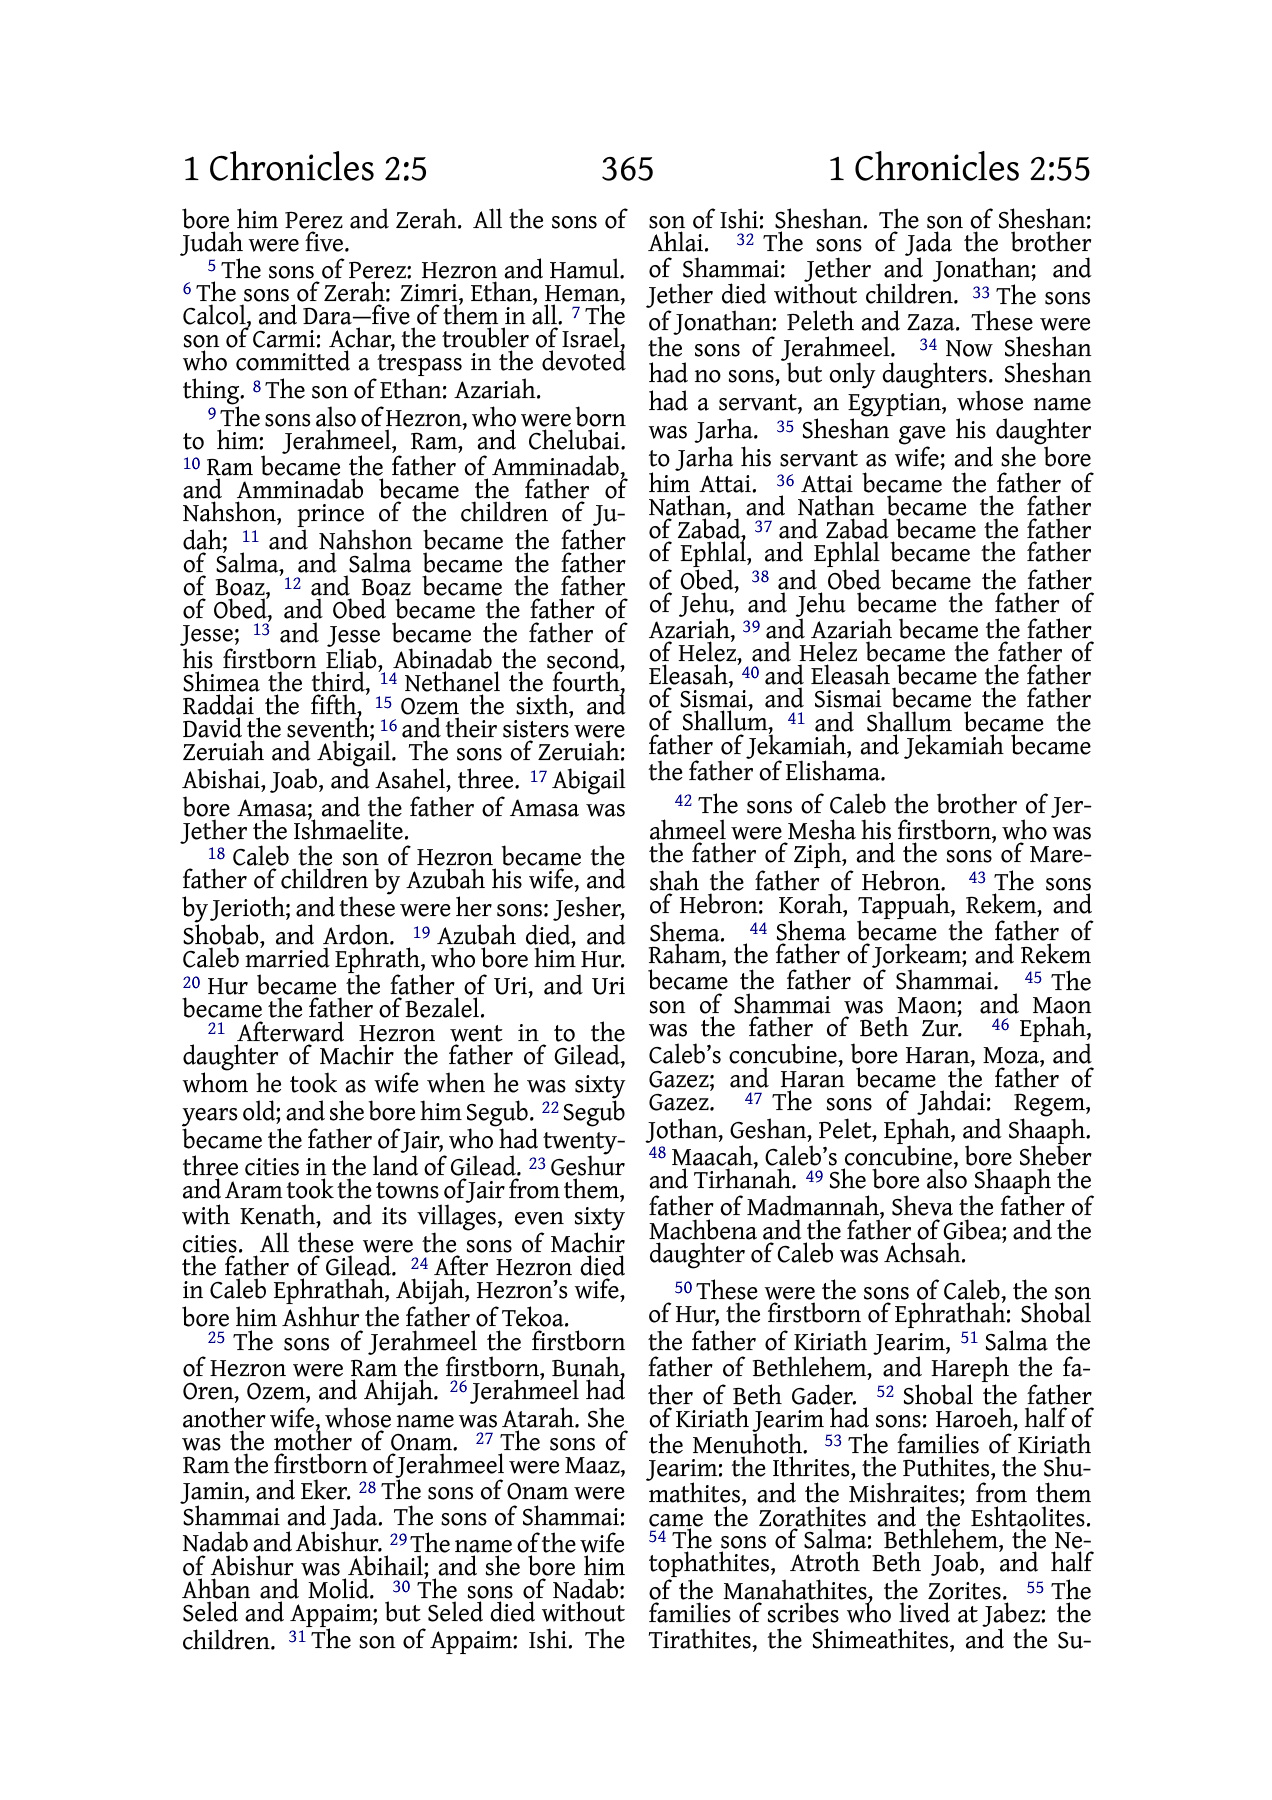 1 Chronicles 2:5 365 1 Chronicles 2:55
bore him Perez and Zerah. All the sons of
Judah were five.
5 The sons of Perez: Hezron and Hamul.
6 The sons of Zerah: Zimri, Ethan, Heman,
Calcol, and Dara—five of them in all. 7 The
son of Carmi: Achar, the troubler of Israel,
who committed a trespass in the devoted
thing. 8 The son of Ethan: Azariah.
9 The sons also of Hezron, who were born
to him: Jerahmeel, Ram, and Chelubai.
10 Ram became the father of Amminadab,
and Amminadab became the father of
Nahshon, prince of the children of Ju-
dah; 11 and Nahshon became the father
of Salma, and Salma became the father
of Boaz, 12 and Boaz became the father
of Obed, and Obed became the father of
Jesse; 13 and Jesse became the father of
his firstborn Eliab, Abinadab the second,
Shimea the third, 14 Nethanel the fourth,
Raddai the fifth, 15 Ozem the sixth, and
David the seventh; 16 and their sisters were
Zeruiah and Abigail. The sons of Zeruiah:
Abishai, Joab, and Asahel, three. 17 Abigail
bore Amasa; and the father of Amasa was
Jether the Ishmaelite.
18 Caleb the son of Hezron became the
father of children by Azubah his wife, and
by Jerioth; and these were her sons: Jesher,
Shobab, and Ardon. 19 Azubah died, and
Caleb married Ephrath, who bore him Hur.
20 Hur became the father of Uri, and Uri
became the father of Bezalel.
21 Afterward Hezron went in to the
daughter of Machir the father of Gilead,
whom he took as wife when he was sixty
years old; and she bore him Segub. 22 Segub
became the father of Jair, who had twenty-
three cities in the land of Gilead. 23 Geshur
and Aram took the towns of Jair from them,
with Kenath, and its villages, even sixty
cities. All these were the sons of Machir
the father of Gilead. 24 After Hezron died
in Caleb Ephrathah, Abijah, Hezron's wife,
bore him Ashhur the father of Tekoa.
25 The sons of Jerahmeel the firstborn
of Hezron were Ram the firstborn, Bunah,
Oren, Ozem, and Ahijah. 26 Jerahmeel had
another wife, whose name was Atarah. She
was the mother of Onam. 27 The sons of
Ram the firstborn of Jerahmeel were Maaz,
Jamin, and Eker. 28 The sons of Onam were
Shammai and Jada. The sons of Shammai:
Nadab and Abishur. 29 The name of the wife
of Abishur was Abihail; and she bore him
Ahban and Molid. 30 The sons of Nadab:
Seled and Appaim; but Seled died without
children. 31 The son of Appaim: Ishi. The
son of Ishi: Sheshan. The son of Sheshan:
Ahlai. 32 The sons of Jada the brother
of Shammai: Jether and Jonathan; and
Jether died without children. 33 The sons
of Jonathan: Peleth and Zaza. These were
the sons of Jerahmeel. 34 Now Sheshan
had no sons, but only daughters. Sheshan
had a servant, an Egyptian, whose name
was Jarha. 35 Sheshan gave his daughter
to Jarha his servant as wife; and she bore
him Attai. 36 Attai became the father of
Nathan, and Nathan became the father
of Zabad, 37 and Zabad became the father
of Ephlal, and Ephlal became the father
of Obed, 38 and Obed became the father
of Jehu, and Jehu became the father of
Azariah, 39 and Azariah became the father
of Helez, and Helez became the father of
Eleasah, 40 and Eleasah became the father
of Sismai, and Sismai became the father
of Shallum, 41 and Shallum became the
father of Jekamiah, and Jekamiah became
the father of Elishama.
42 The sons of Caleb the brother of Jer-
ahmeel were Mesha his firstborn, who was
the father of Ziph, and the sons of Mare-
shah the father of Hebron. 43 The sons
of Hebron: Korah, Tappuah, Rekem, and
Shema. 44 Shema became the father of
Raham, the father of Jorkeam; and Rekem
became the father of Shammai. 45 The
son of Shammai was Maon; and Maon
was the father of Beth Zur. 46 Ephah,
Caleb's concubine, bore Haran, Moza, and
Gazez; and Haran became the father of
Gazez. 47 The sons of Jahdai: Regem,
Jothan, Geshan, Pelet, Ephah, and Shaaph.
48 Maacah, Caleb's concubine, bore Sheber
and Tirhanah. 49 She bore also Shaaph the
father of Madmannah, Sheva the father of
Machbena and the father of Gibea; and the
daughter of Caleb was Achsah.
50 These were the sons of Caleb, the son
of Hur, the firstborn of Ephrathah: Shobal
the father of Kiriath Jearim, 51 Salma the
father of Bethlehem, and Hareph the fa-
ther of Beth Gader. 52 Shobal the father
of Kiriath Jearim had sons: Haroeh, half of
the Menuhoth. 53 The families of Kiriath
Jearim: the Ithrites, the Puthites, the Shu-
mathites, and the Mishraites; from them
came the Zorathites and the Eshtaolites.
54 The sons of Salma: Bethlehem, the Ne-
tophathites, Atroth Beth Joab, and half
of the Manahathites, the Zorites. 55 The
families of scribes who lived at Jabez: the
Tirathites, the Shimeathites, and the Su-